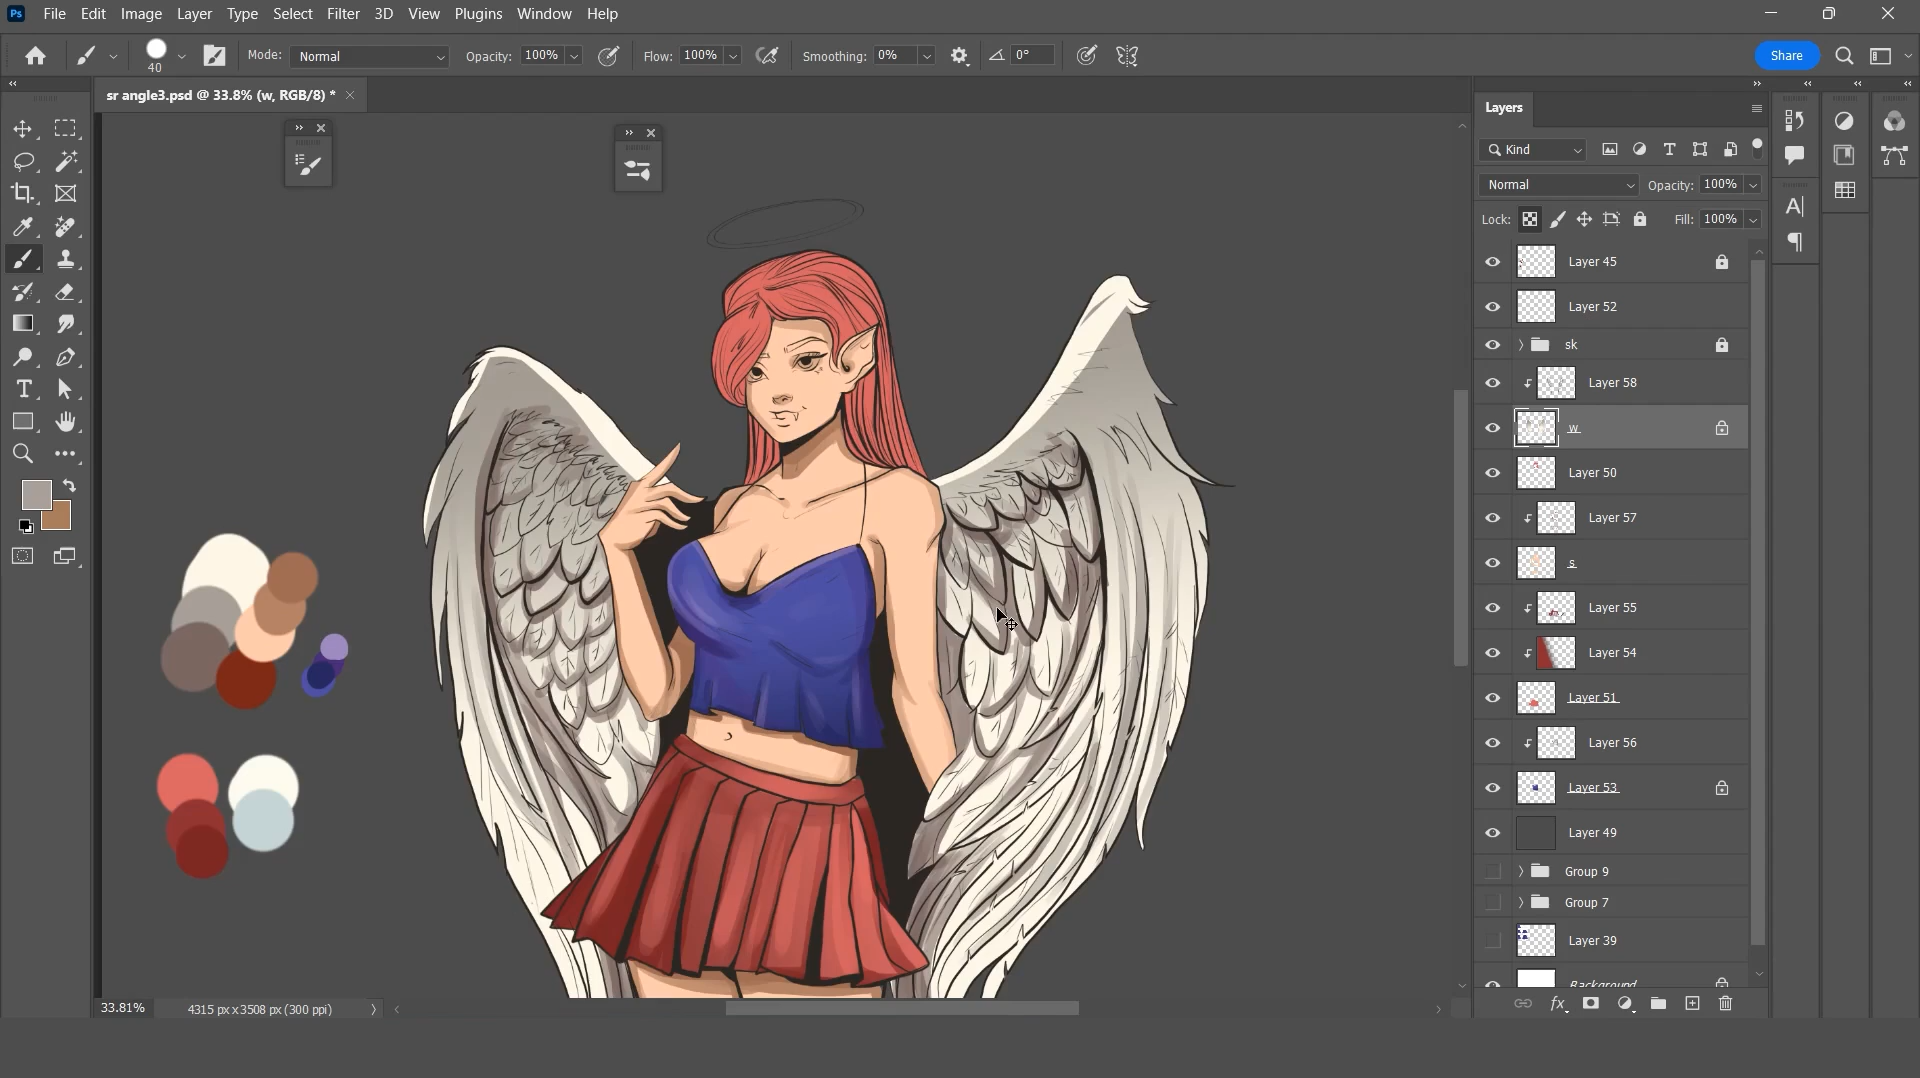 Ps File Edit Image Layer Type Select Filter 3D View Plugins Window Help
40 Mode: Normal Opacity: 100% Flow: 100% Smoothing: 0% 0° Share
sr angle3.psd @ 33.8% (w, RGB/8) *
Layers
Kind
Normal Opacity: 100%
Lock: Fill: 100%
Layer 45
Layer 52
sk
Layer 58
w
Layer 50
Layer 57
s
Layer 55
Layer 54
Layer 51
Layer 56
Layer 53
Layer 49
Group 9
Group 7
Layer 39
Background
33.81% 4315 px x 3508 px (300 ppi)